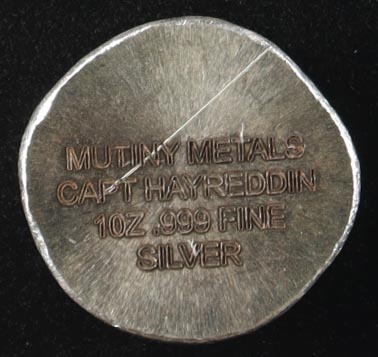 MUTINY METALS
CAPT HAYREDDIN
1OZ .999 FINE
SILVER